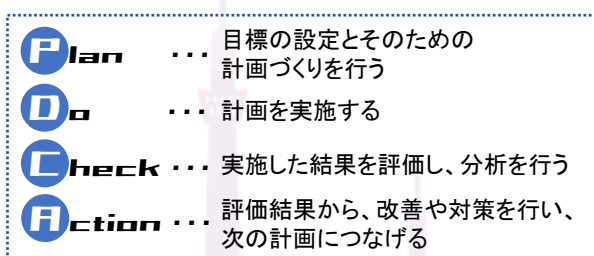 Plan ・・・ 目標の設定とそのための
計画づくりを行う
Do ・・・ 計画を実施する
Check ・・・ 実施した結果を評価し、分析を行う
Action ・・・ 評価結果から、改善や対策を行い、
次の計画につなげる